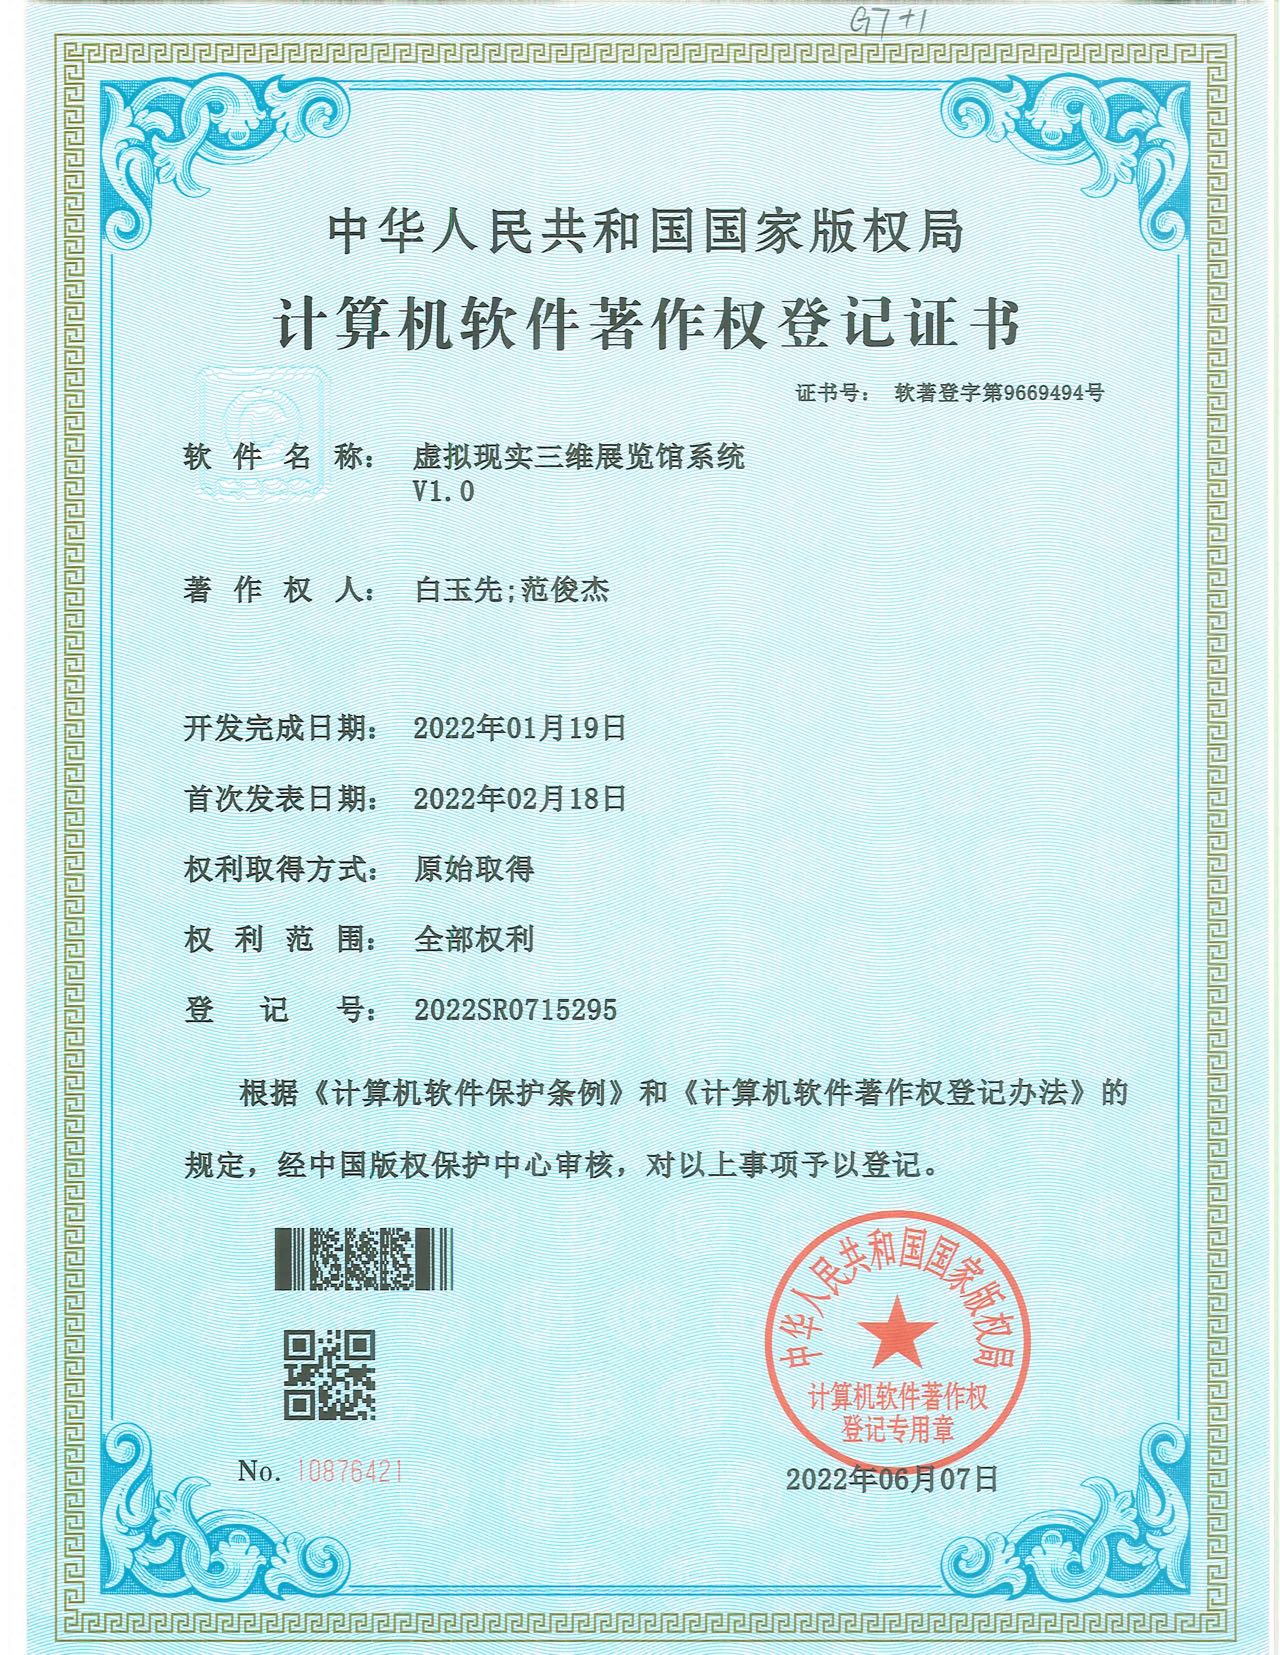 G7+1
中华人民共和国国家版权局
计算机软件著作权登记证书
证书号： 软著登字第9669494号
软件名称： 虚拟现实三维展览馆系统
V1.0
著作权人： 白玉先;范俊杰
开发完成日期： 2022年01月19日
首次发表日期： 2022年02月18日
权利取得方式： 原始取得
权利范围： 全部权利
登记号： 2022SR0715295
根据《计算机软件保护条例》和《计算机软件著作权登记办法》的
规定，经中国版权保护中心审核，对以上事项予以登记。
中华人民共和国国家版权局
计算机软件著作权
登记专用章
No. 10876421
2022年06月07日